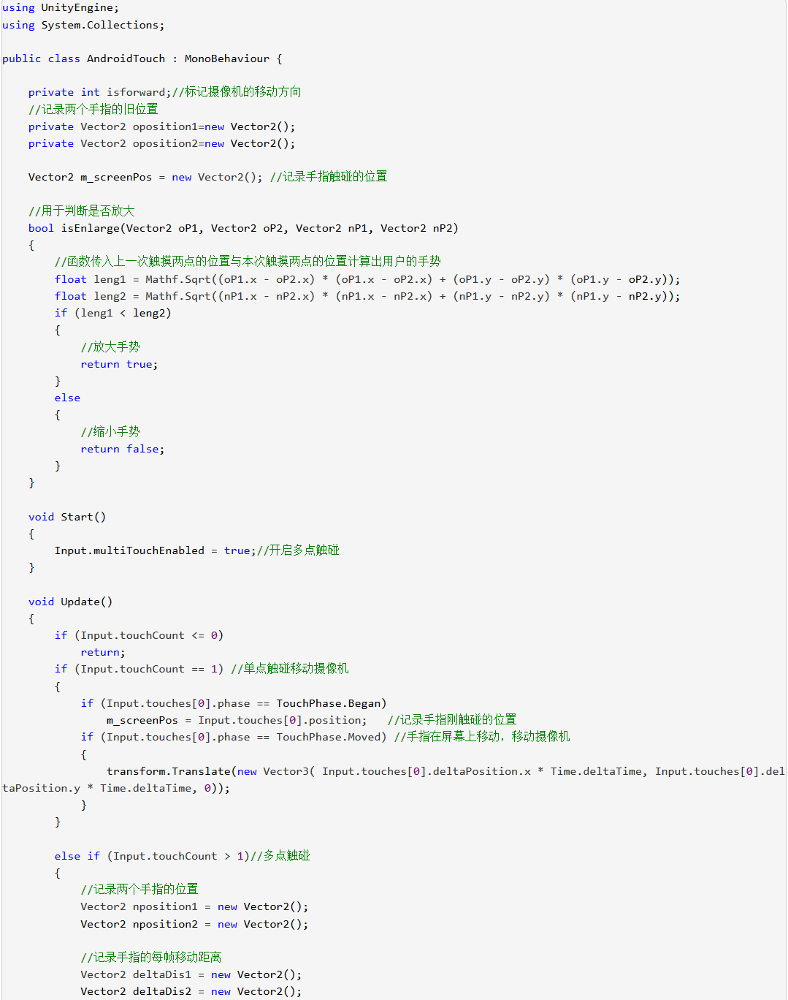 using UnityEngine;
using System.Collections;
public class AndroidTouch : MonoBehaviour {
    private int isforward;//标记摄像机的移动方向
    //记录两个手指的旧位置
    private Vector2 oposition1=new Vector2();
    private Vector2 oposition2=new Vector2();
    Vector2 m_screenPos = new Vector2(); //记录手指触碰的位置
    //用于判断是否放大
    bool isEnlarge(Vector2 oP1, Vector2 oP2, Vector2 nP1, Vector2 nP2)
    {
        //函数传入上一次触摸两点的位置与本次触摸两点的位置计算出用户的手势
        float leng1 = Mathf.Sqrt((oP1.x - oP2.x) * (oP1.x - oP2.x) + (oP1.y - oP2.y) * (oP1.y - oP2.y));
        float leng2 = Mathf.Sqrt((nP1.x - nP2.x) * (nP1.x - nP2.x) + (nP1.y - nP2.y) * (nP1.y - nP2.y));
        if (leng1 < leng2)
        {
            //放大手势
            return true;
        }
        else
        {
            //缩小手势
            return false;
        }
    }
    void Start()
    {
        Input.multiTouchEnabled = true;//开启多点触碰
    }
    void Update()
    {
        if (Input.touchCount <= 0)
            return;
        if (Input.touchCount == 1) //单点触碰移动摄像机
        {
            if (Input.touches[0].phase == TouchPhase.Began)
                m_screenPos = Input.touches[0].position;   //记录手指刚触碰的位置
            if (Input.touches[0].phase == TouchPhase.Moved) //手指在屏幕上移动，移动摄像机
            {
                transform.Translate(new Vector3( Input.touches[0].deltaPosition.x * Time.deltaTime, Input.touches[0].del
taPosition.y * Time.deltaTime, 0));
            }
        }
        else if (Input.touchCount > 1)//多点触碰
        {
            //记录两个手指的位置
            Vector2 nposition1 = new Vector2();
            Vector2 nposition2 = new Vector2();
            //记录手指的每帧移动距离
            Vector2 deltaDis1 = new Vector2();
            Vector2 deltaDis2 = new Vector2();